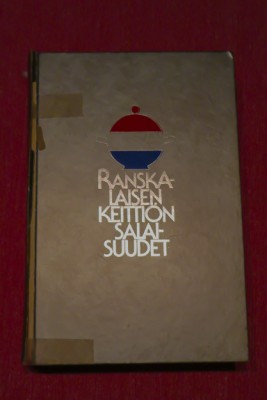 RANSKA-
LAISEN
KEITTIÖN
SALAI-
SUUDET